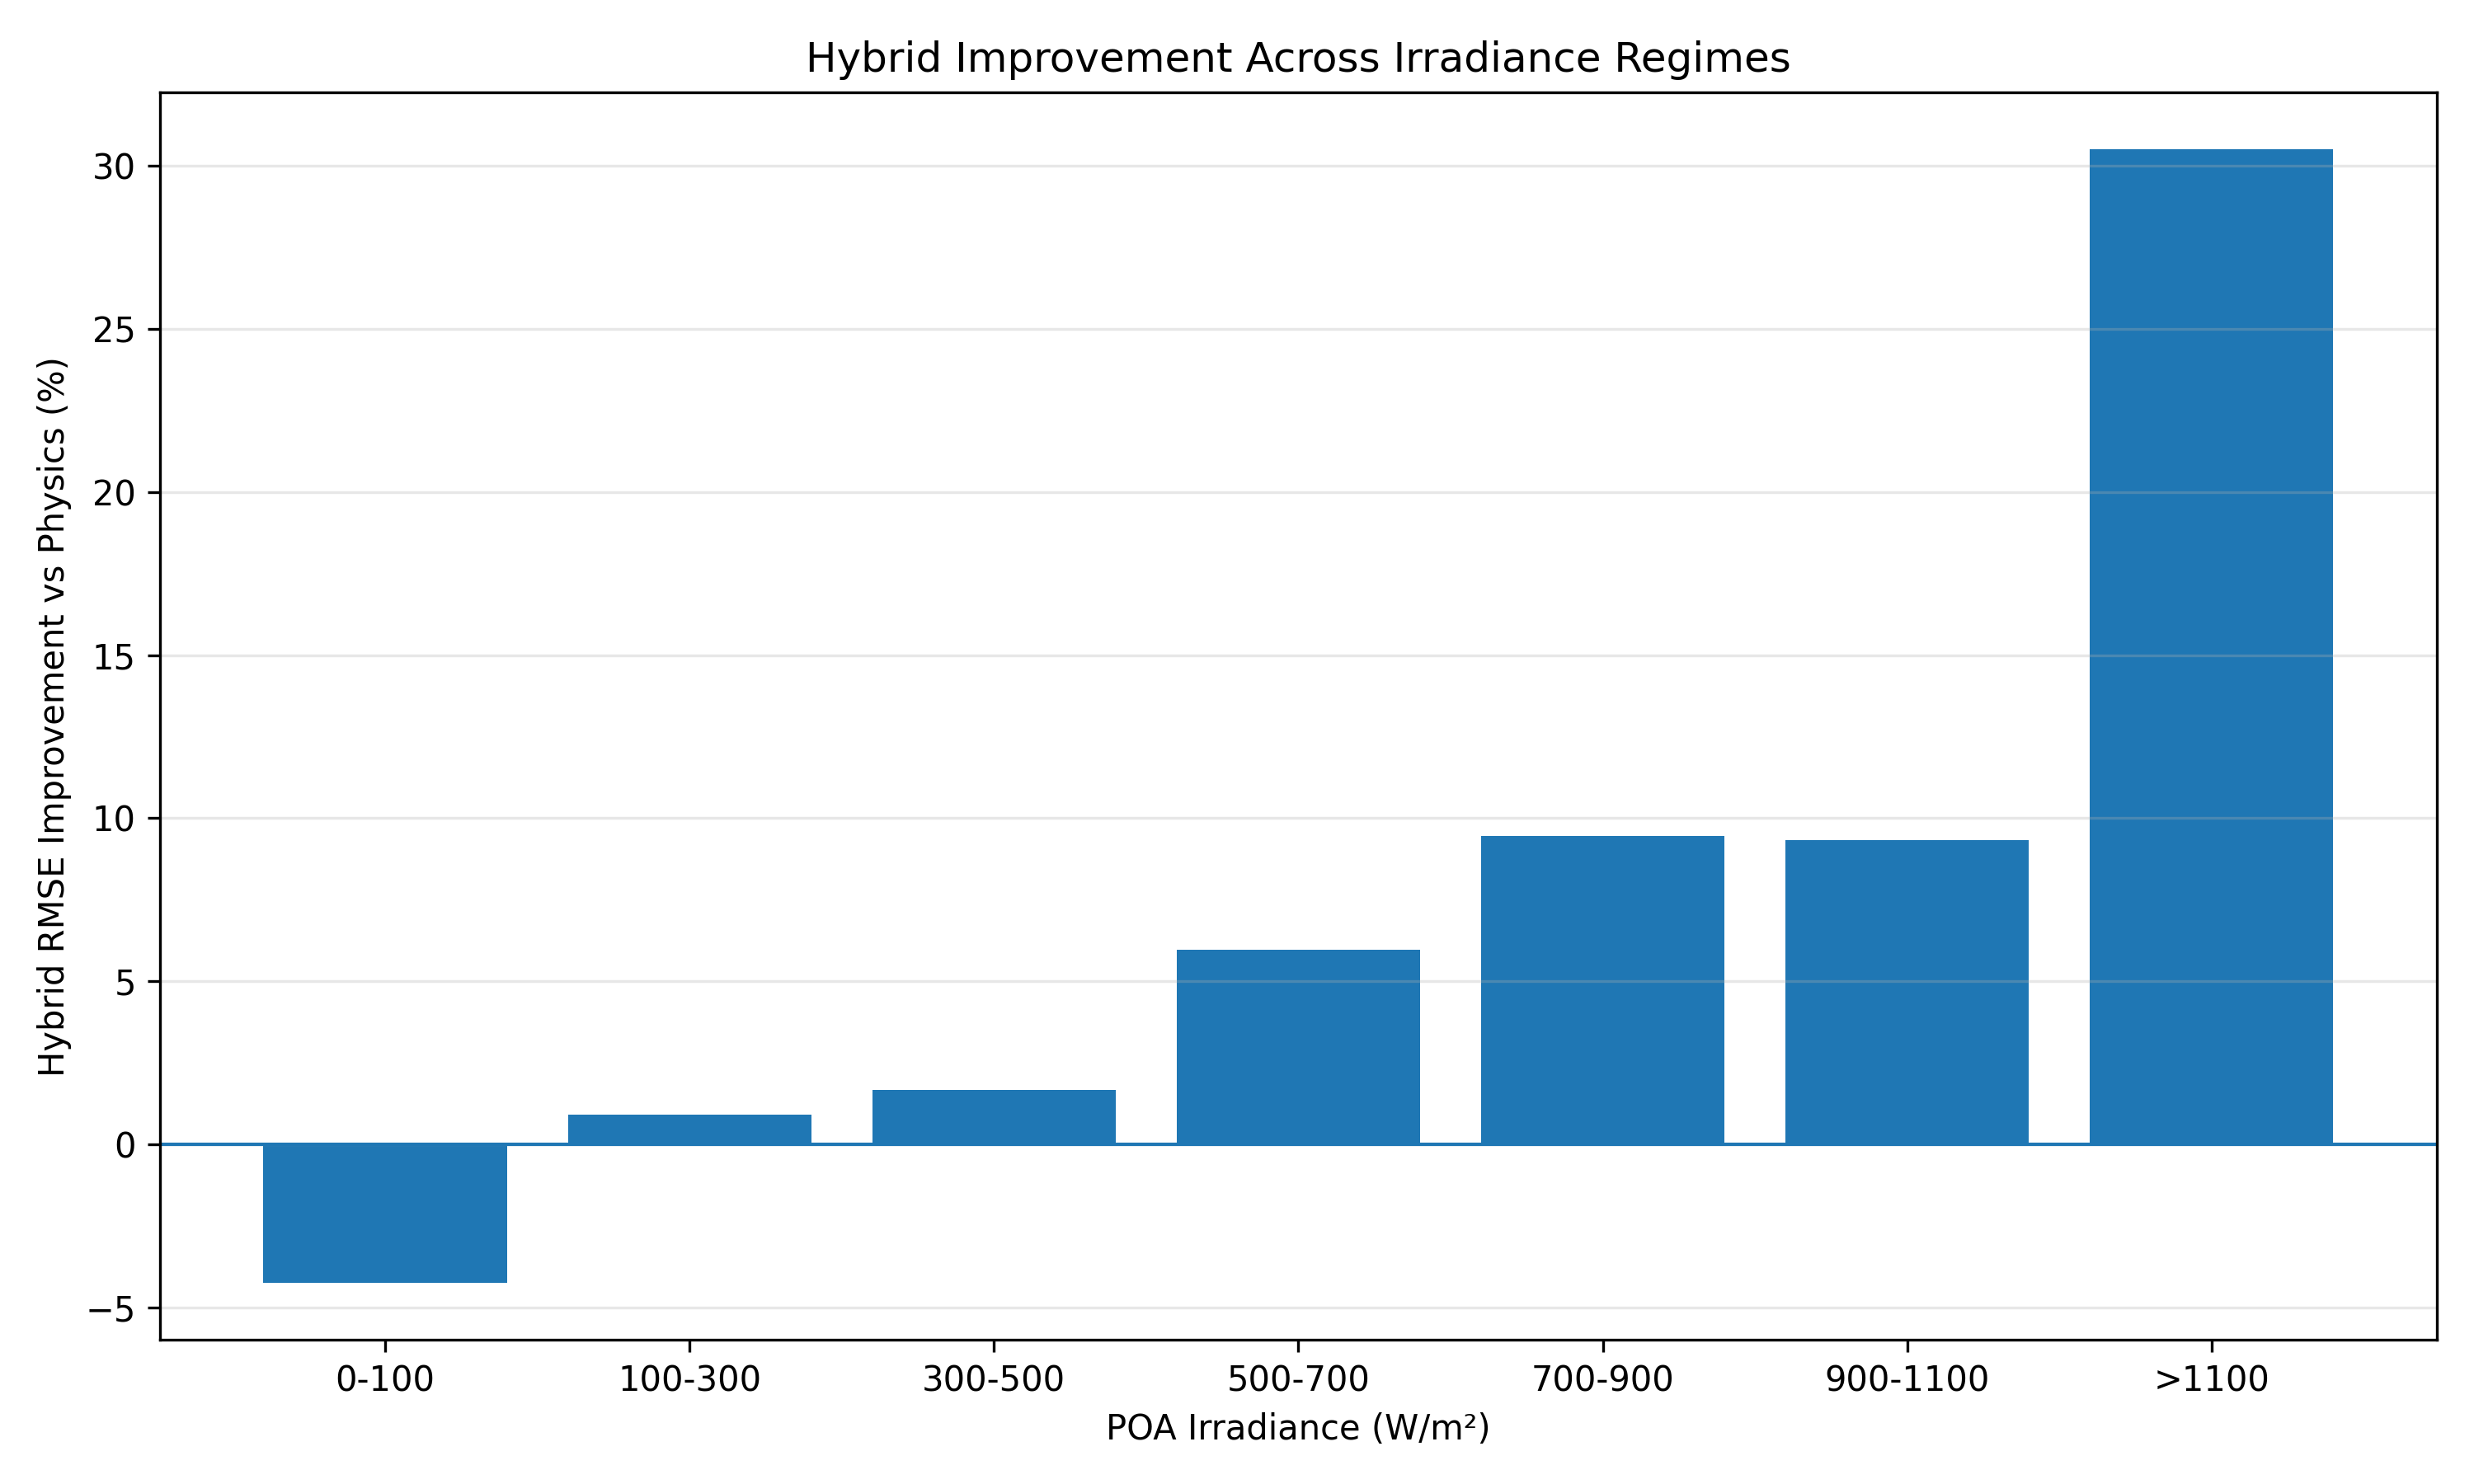 Hybrid Improvement Across Irradiance Regimes
Hybrid RMSE Improvement vs Physics (%)
30
25
20
15
10
5
0
−5
0-100 100-300 300-500 500-700 700-900 900-1100 >1100
POA Irradiance (W/m²)